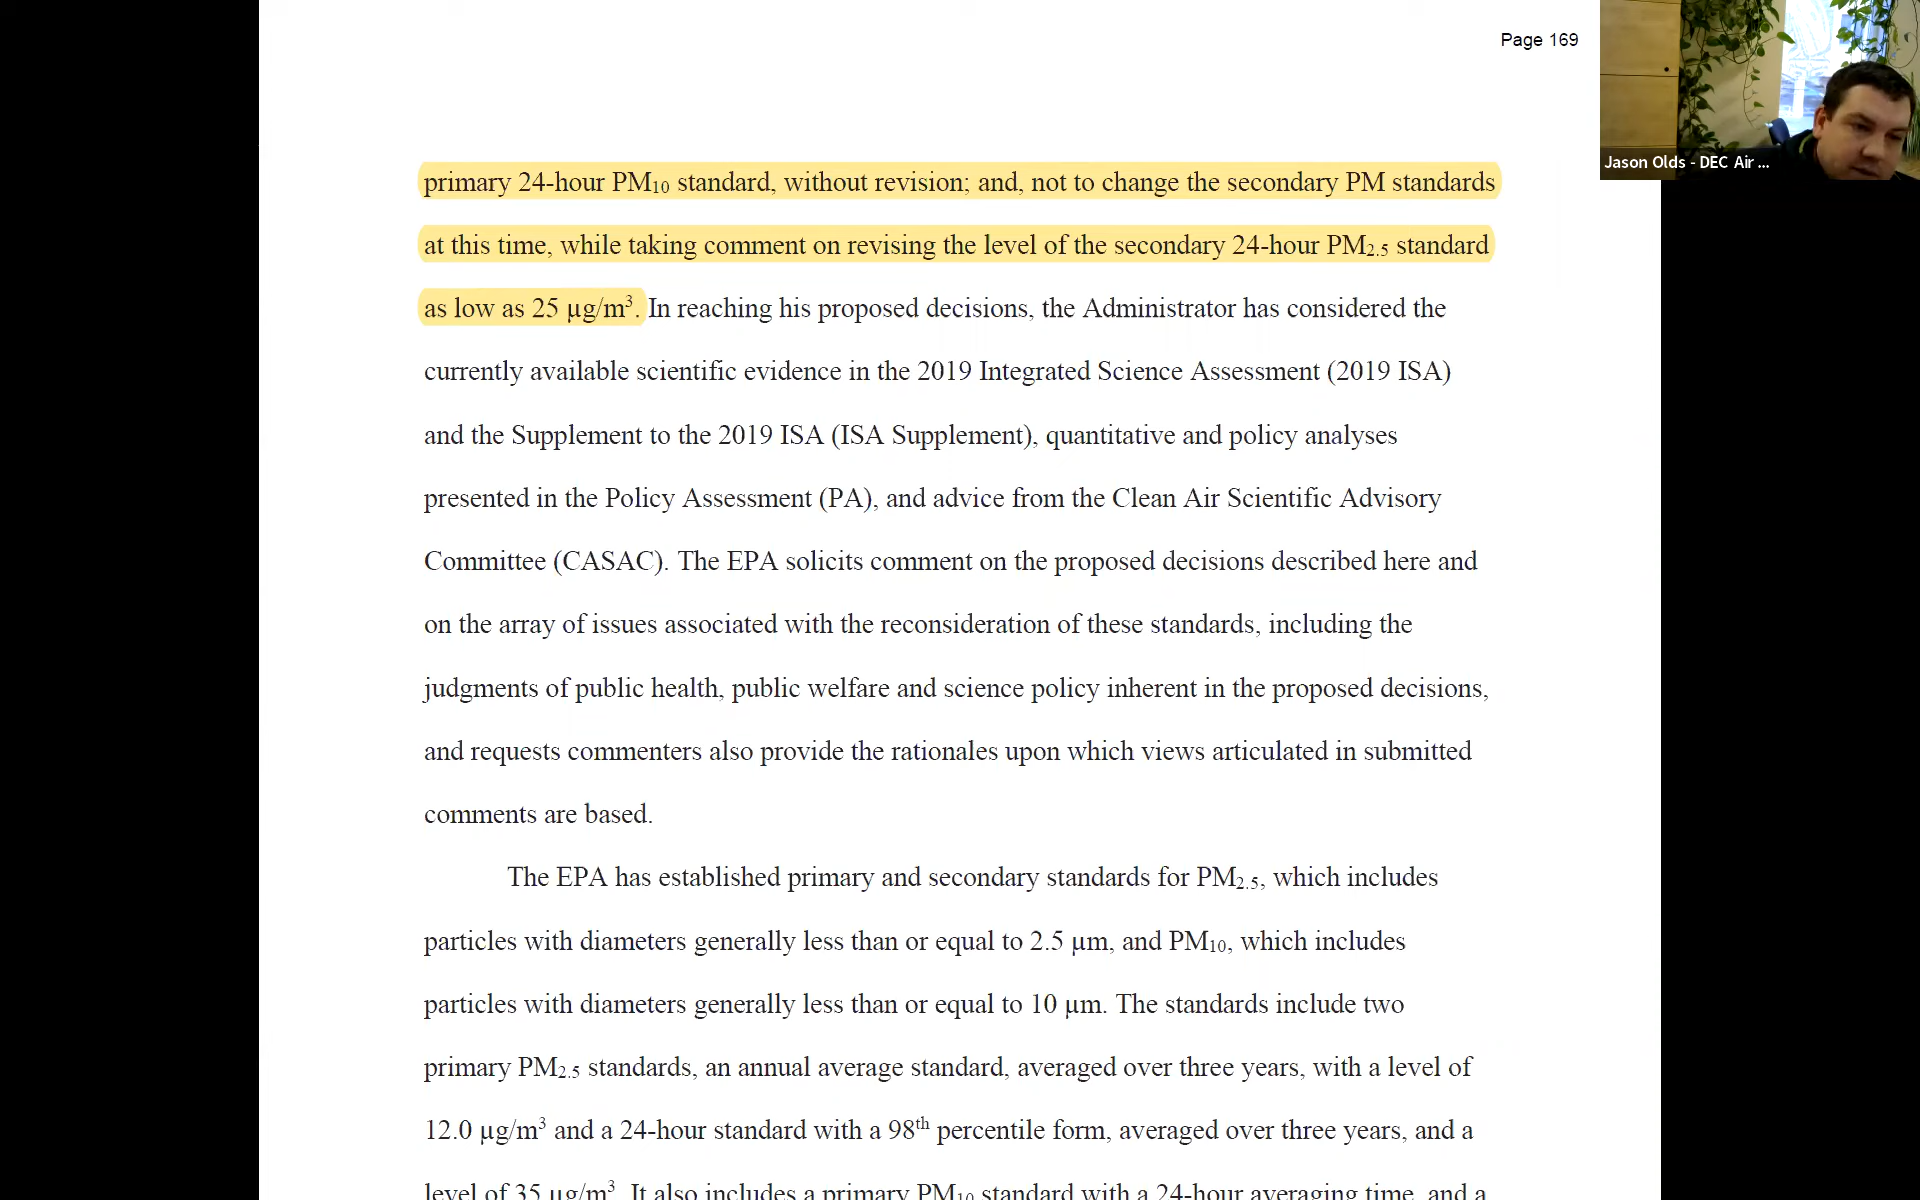 Page 169
primary 24-hour PM10 standard, without revision; and, not to change the secondary PM standards
at this time, while taking comment on revising the level of the secondary 24-hour PM2.5 standard
as low as 25 µg/m3. In reaching his proposed decisions, the Administrator has considered the
currently available scientific evidence in the 2019 Integrated Science Assessment (2019 ISA)
and the Supplement to the 2019 ISA (ISA Supplement), quantitative and policy analyses
presented in the Policy Assessment (PA), and advice from the Clean Air Scientific Advisory
Committee (CASAC). The EPA solicits comment on the proposed decisions described here and
on the array of issues associated with the reconsideration of these standards, including the
judgments of public health, public welfare and science policy inherent in the proposed decisions,
and requests commenters also provide the rationales upon which views articulated in submitted
comments are based.
The EPA has established primary and secondary standards for PM2.5, which includes
particles with diameters generally less than or equal to 2.5 µm, and PM10, which includes
particles with diameters generally less than or equal to 10 µm. The standards include two
primary PM2.5 standards, an annual average standard, averaged over three years, with a level of
12.0 µg/m3 and a 24-hour standard with a 98th percentile form, averaged over three years, and a
level of 35 µg/m3. It also includes a primary PM10 standard with a 24-hour averaging time, and a
Jason Olds - DEC Air ...